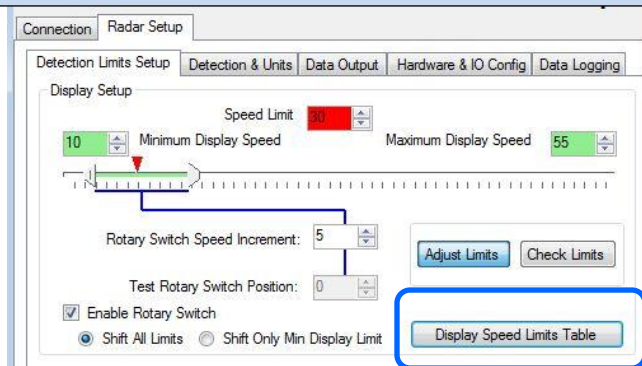 Connection Radar Setup
Detection Limits Setup Detection & Units Data Output Hardware & IO Config Data Logging
Display Setup
Speed Limit 30
10 Minimum Display Speed Maximum Display Speed 55
Rotary Switch Speed Increment: 5
Adjust Limits Check Limits
Test Rotary Switch Position: 0
Enable Rotary Switch
Shift All Limits Shift Only Min Display Limit
Display Speed Limits Table